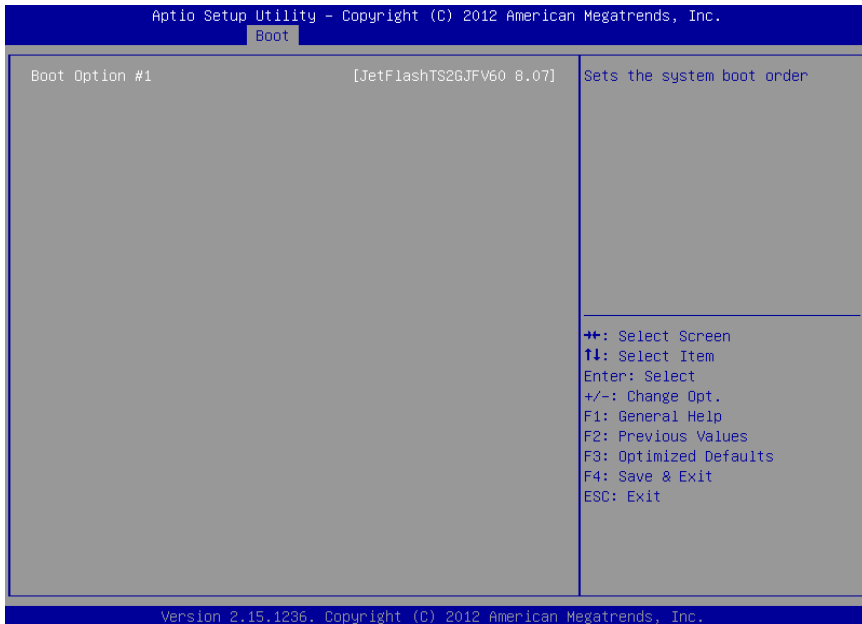 Aptio Setup Utility – Copyright (C) 2012 American Megatrends, Inc.
Boot
Boot Option #1 [JetFlashTS2GJFV60 8.07]
Sets the system boot order
→←: Select Screen
↑↓: Select Item
Enter: Select
+/-: Change Opt.
F1: General Help
F2: Previous Values
F3: Optimized Defaults
F4: Save & Exit
ESC: Exit
Version 2.15.1236. Copyright (C) 2012 American Megatrends, Inc.